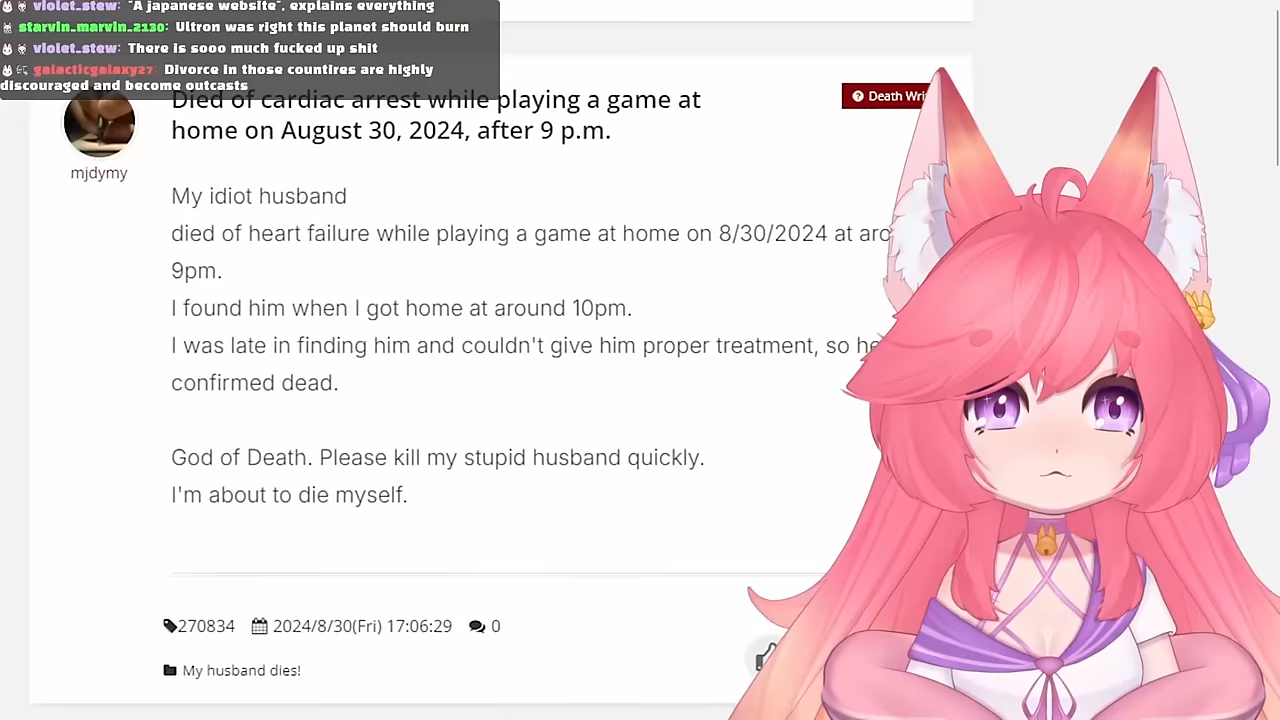 violet_stew: "A japanese website", explains everything
starvin_marvin_2130: Ultron was right this planet should burn
violet_stew: There is sooo much fucked up shit
galacticgalaxy27: Divorce in those countires are highly
discouraged and become outcasts
Died of cardiac arrest while playing a game at
home on August 30, 2024, after 9 p.m.
Death
mjdymy
My idiot husband
died of heart failure while playing a game at home on 8/30/2024 at
9pm.
I found him when I got home at around 10pm.
I was late in finding him and couldn't give him proper treatment, so
confirmed dead.
God of Death. Please kill my stupid husband quickly.
I'm about to die myself.
270834 2024/8/30(Fri) 17:06:29 0
My husband dies!